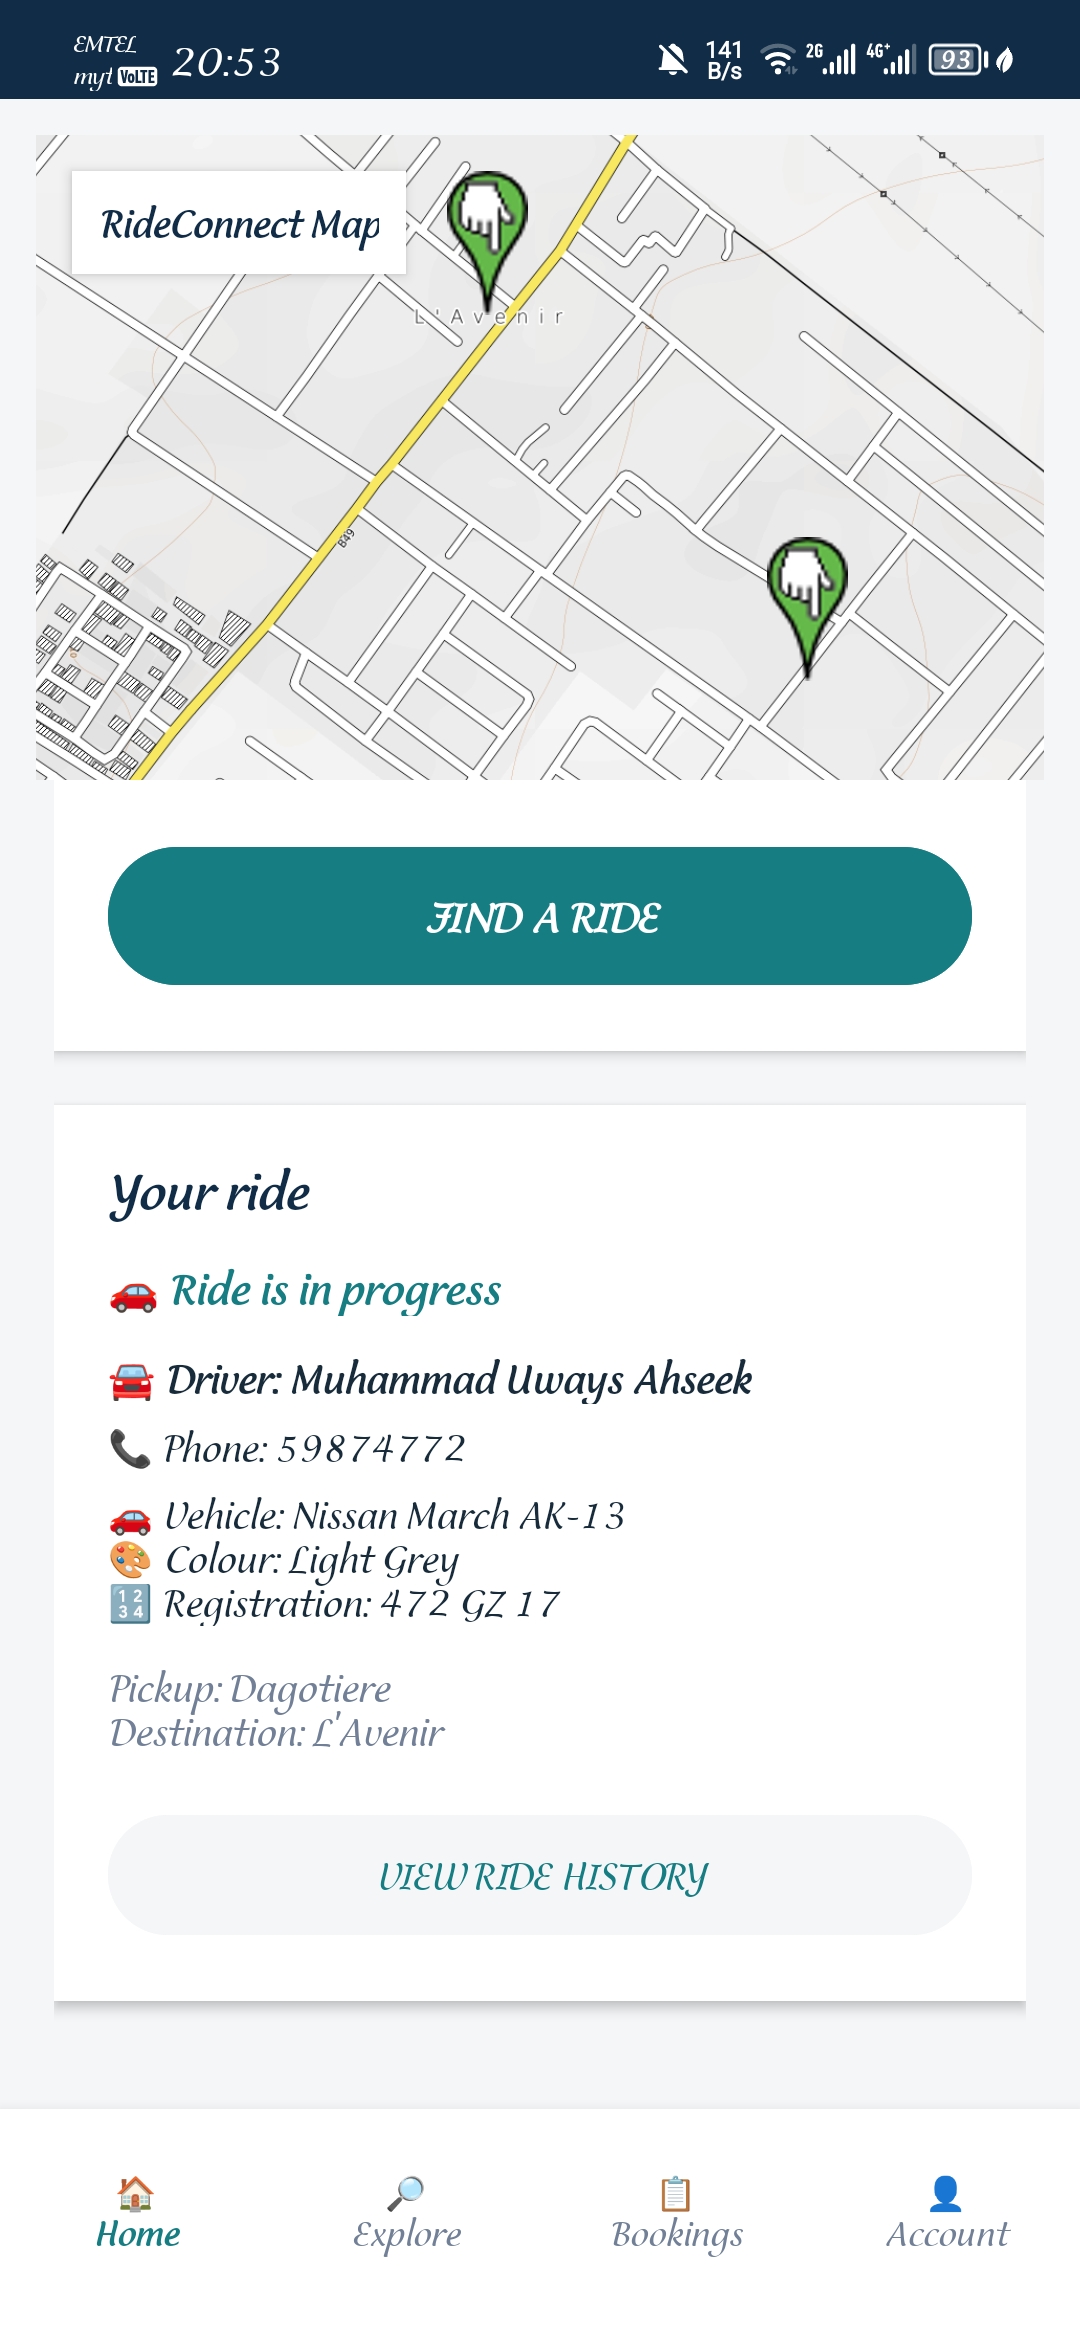 EMTEL
myt VoLTE
20:53
141
B/s
2G
4G+
93
RideConnect Map
L'Avenir
B49
FIND A RIDE
Your ride
Ride is in progress
Driver: Muhammad Uways Ahseek
Phone: 59874772
Vehicle: Nissan March AK-13
Colour: Light Grey
Registration: 472 GZ 17
Pickup: Dagotiere
Destination: L'Avenir
VIEW RIDE HISTORY
Home
Explore
Bookings
Account